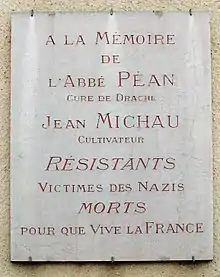 A LA MÉMOIRE
DE
L'ABBÉ PÉAN
CURE DE DRACHE
JEAN MICHAU
CULTIVATEUR
RÉSISTANTS
VICTIMES DES NAZIS
MORTS
POUR QUE VIVE LA FRANCE